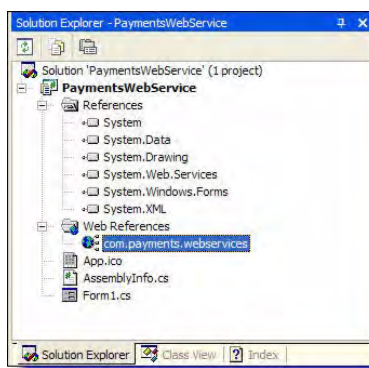 Solution Explorer - PaymentsWebService
Solution 'PaymentsWebService' (1 project)
PaymentsWebService
References
System
System.Data
System.Drawing
System.Web.Services
System.Windows.Forms
System.XML
Web References
com.payments.webservices
App.ico
AssemblyInfo.cs
Form1.cs
Solution Explorer Class View Index